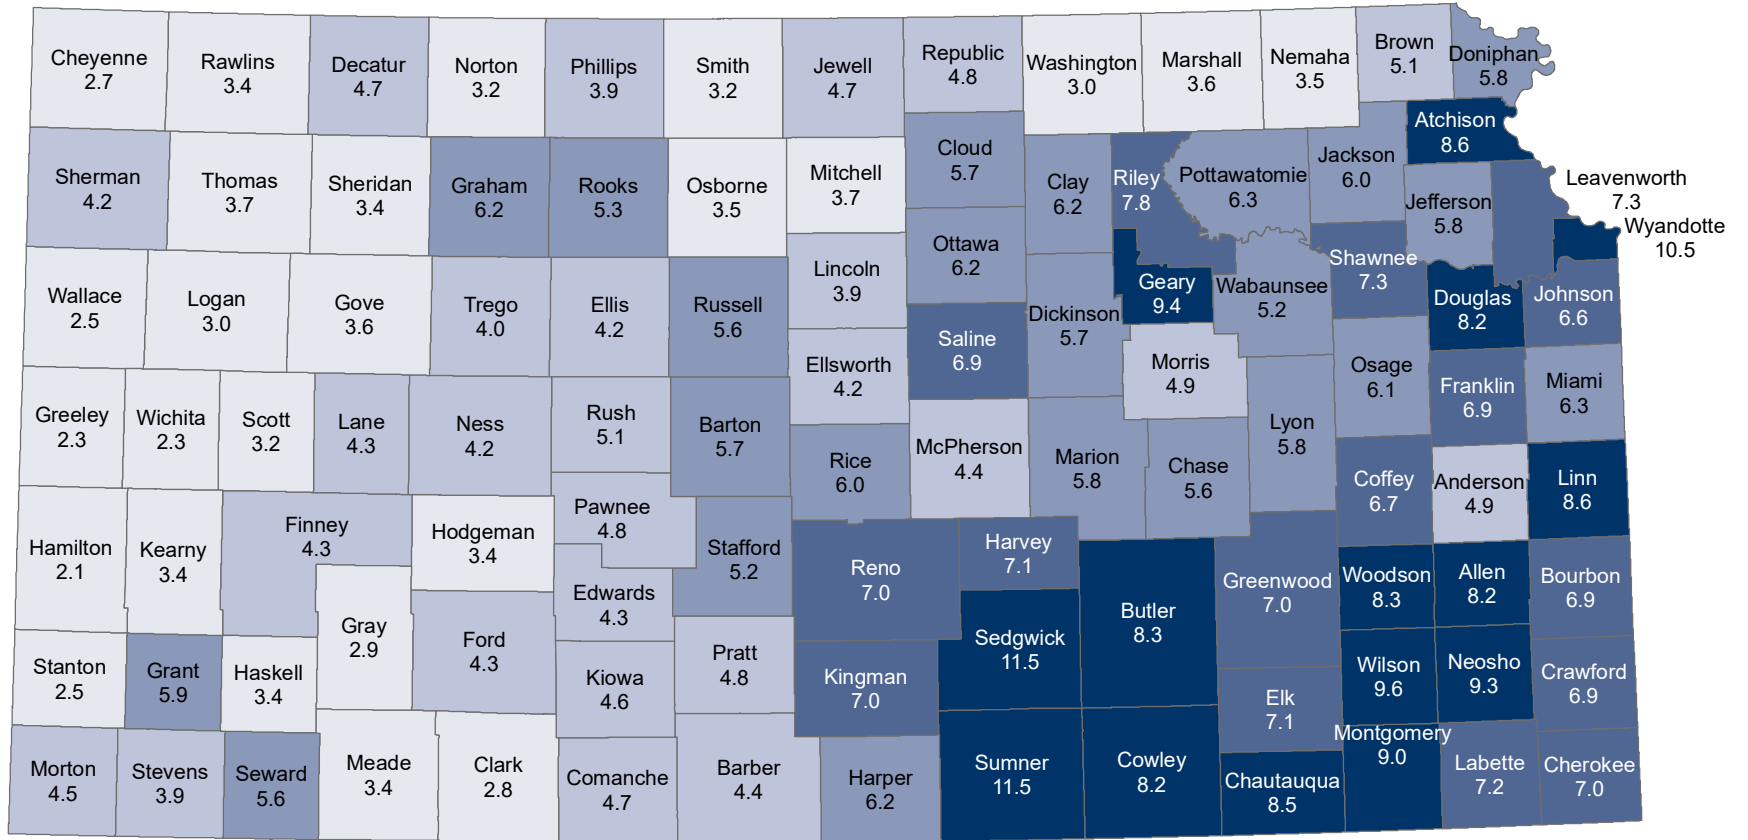 Cheyenne
2.7
Rawlins
3.4
Decatur
4.7
Norton
3.2
Phillips
3.9
Smith
3.2
Jewell
4.7
Republic
4.8
Washington
3.0
Marshall
3.6
Nemaha
3.5
Brown
5.1
Doniphan
5.8
Sherman
4.2
Thomas
3.7
Sheridan
3.4
Graham
6.2
Rooks
5.3
Osborne
3.5
Mitchell
3.7
Cloud
5.7
Clay
6.2
Riley
7.8
Pottawatomie
6.3
Jackson
6.0
Atchison
8.6
Jefferson
5.8
Leavenworth
7.3
Wyandotte
10.5
Wallace
2.5
Logan
3.0
Gove
3.6
Trego
4.0
Ellis
4.2
Russell
5.6
Lincoln
3.9
Ottawa
6.2
Dickinson
5.7
Geary
9.4
Wabaunsee
5.2
Shawnee
7.3
Douglas
8.2
Johnson
6.6
Ellsworth
4.2
Saline
6.9
Morris
4.9
Osage
6.1
Franklin
6.9
Miami
6.3
Greeley
2.3
Wichita
2.3
Scott
3.2
Lane
4.3
Ness
4.2
Rush
5.1
Barton
5.7
Rice
6.0
McPherson
4.4
Marion
5.8
Chase
5.6
Lyon
5.8
Coffey
6.7
Anderson
4.9
Linn
8.6
Hamilton
2.1
Kearny
3.4
Finney
4.3
Hodgeman
3.4
Pawnee
4.8
Stafford
5.2
Edwards
4.3
Reno
7.0
Harvey
7.1
Butler
8.3
Greenwood
7.0
Woodson
8.3
Allen
8.2
Bourbon
6.9
Gray
2.9
Ford
4.3
Stanton
2.5
Grant
5.9
Haskell
3.4
Kiowa
4.6
Pratt
4.8
Kingman
7.0
Sedgwick
11.5
Elk
7.1
Wilson
9.6
Neosho
9.3
Crawford
6.9
Morton
4.5
Stevens
3.9
Seward
5.6
Meade
3.4
Clark
2.8
Comanche
4.7
Barber
4.4
Harper
6.2
Sumner
11.5
Cowley
8.2
Chautauqua
8.5
Montgomery
9.0
Labette
7.2
Cherokee
7.0